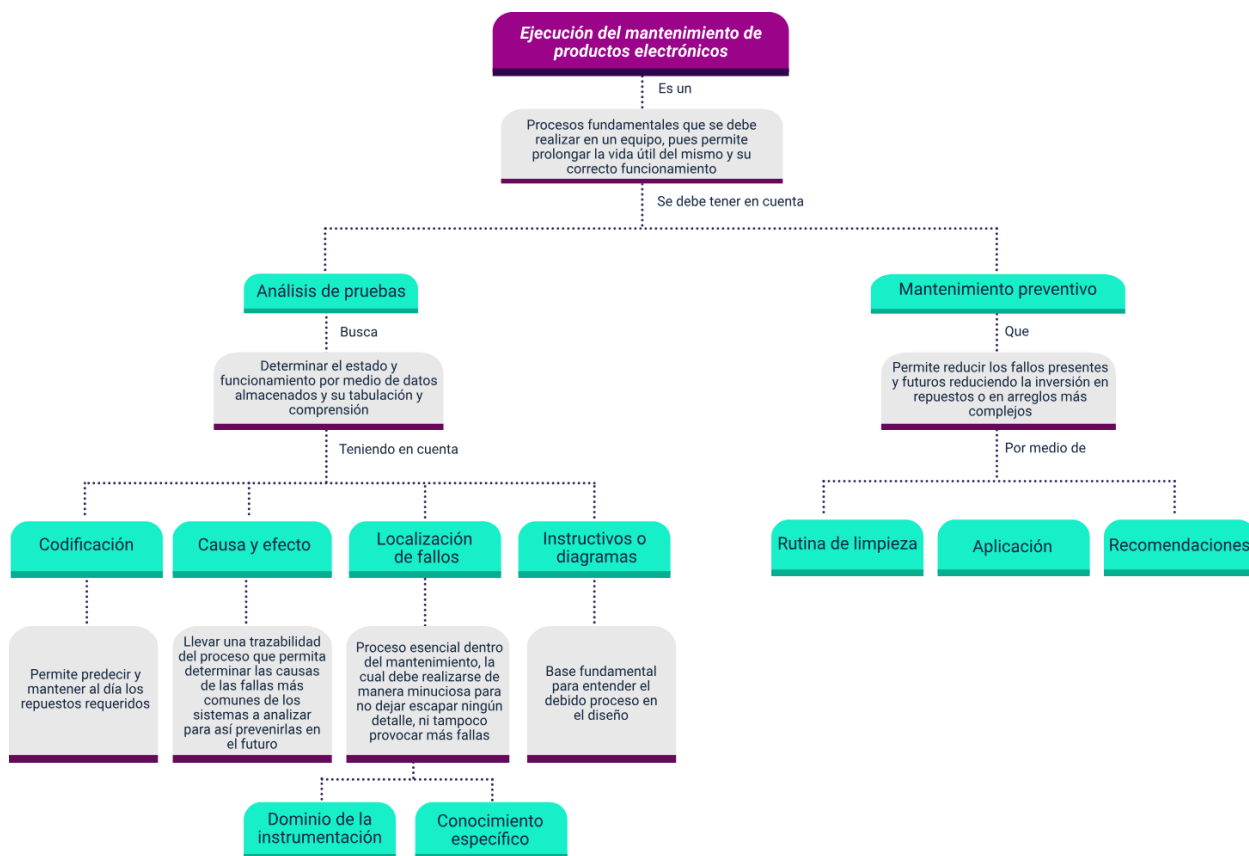 Ejecución del mantenimiento de
productos electrónicos
Es un
Procesos fundamentales que se debe
realizar en un equipo, pues permite
prolongar la vida útil del mismo y su
correcto funcionamiento
Se debe tener en cuenta
Análisis de pruebas
Busca
Determinar el estado y
funcionamiento por medio de datos
almacenados y su tabulación y
comprensión
Teniendo en cuenta
Codificación
Permite predecir y
mantener al día los
repuestos requeridos
Causa y efecto
Llevar una trazabilidad
del proceso que permita
determinar las causas
de las fallas más
comunes de los
sistemas a analizar
para así prevenirlas en
el futuro
Localización
de fallos
Proceso esencial dentro
del mantenimiento, la
cual debe realizarse de
manera minuciosa para
no dejar escapar ningún
detalle, ni tampoco
provocar más fallas
Dominio de la
instrumentación
Conocimiento
específico
Instructivos o
diagramas
Base fundamental
para entender el
debido proceso en
el diseño
Mantenimiento preventivo
Que
Permite reducir los fallos presentes
y futuros reduciendo la inversión en
repuestos o en arreglos más
complejos
Por medio de
Rutina de limpieza
Aplicación
Recomendaciones